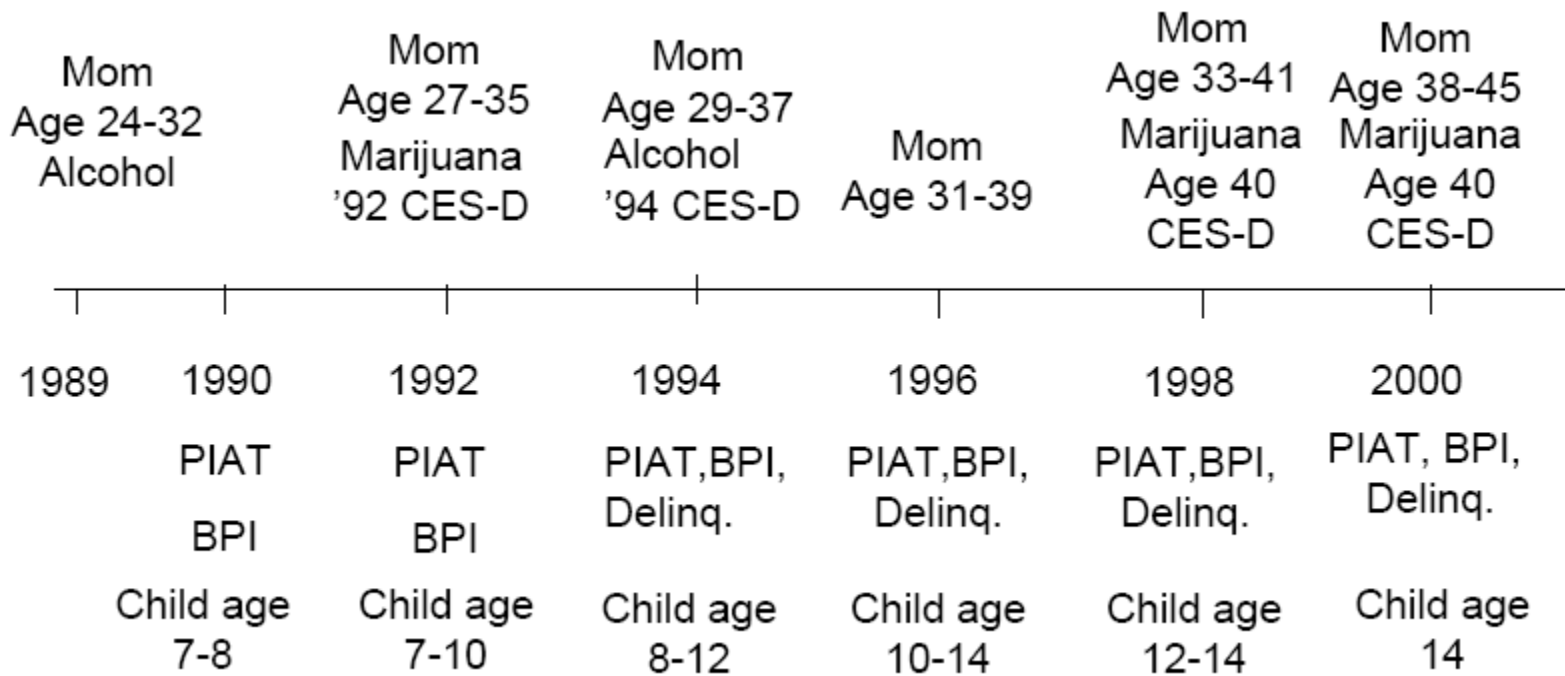 Mom
Age 24-32
Alcohol
Mom
Age 27-35
Marijuana
’92 CES-D
Mom
Age 29-37
Alcohol
’94 CES-D
Mom
Age 31-39
Mom
Age 33-41
Marijuana
Age 40
CES-D
Mom
Age 38-45
Marijuana
Age 40
CES-D
1989
1990
1992
1994
1996
1998
2000
PIAT
BPI
Child age
7-8
PIAT
BPI
Child age
7-10
PIAT,BPI,
Delinq.
Child age
8-12
PIAT,BPI,
Delinq.
Child age
10-14
PIAT,BPI,
Delinq.
Child age
12-14
PIAT, BPI,
Delinq.
Child age
14